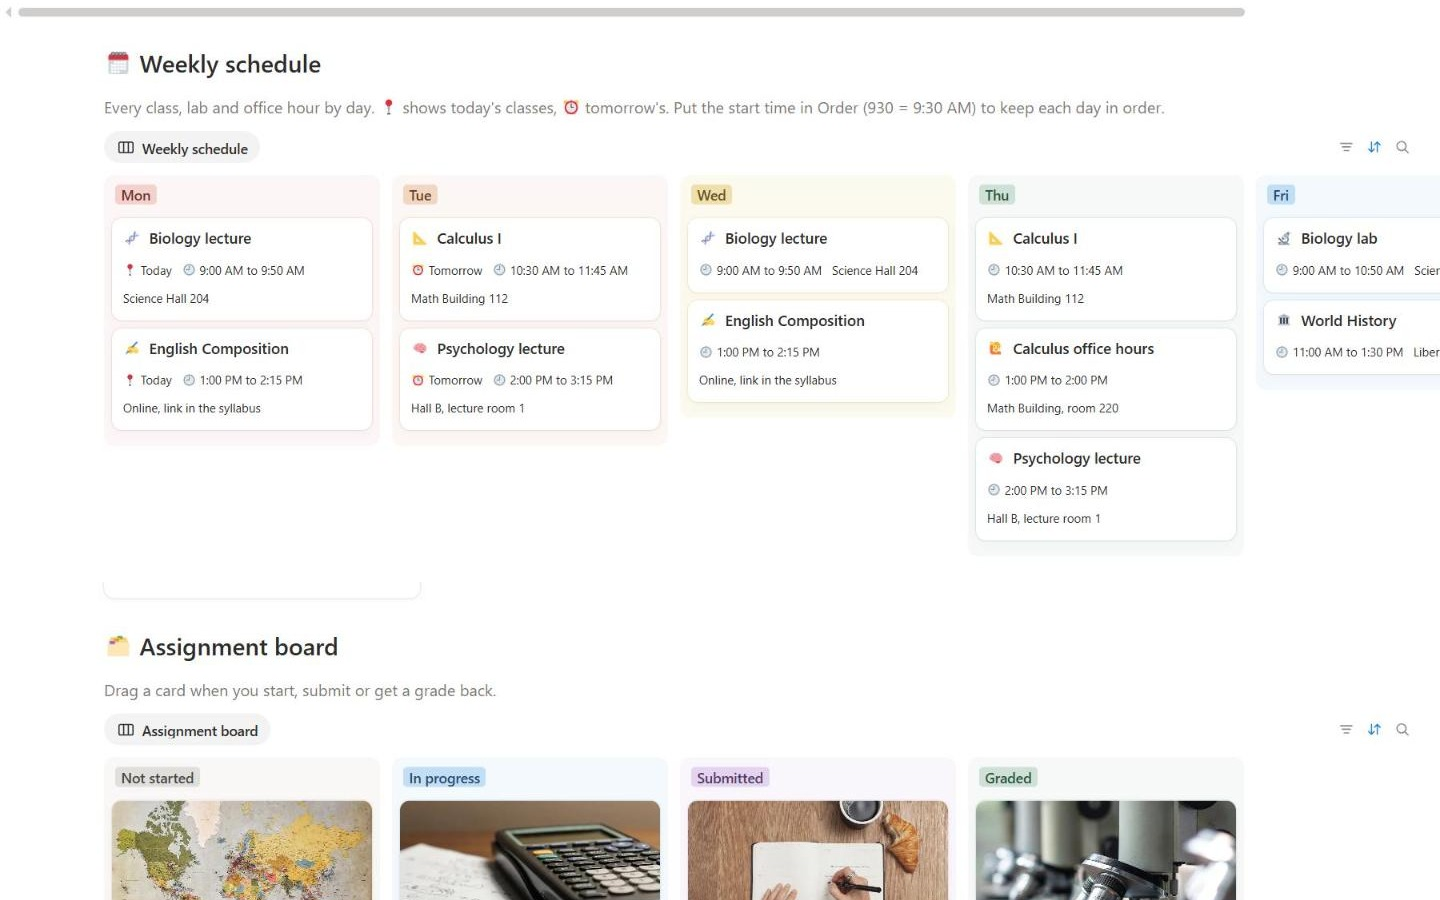 Weekly schedule
Every class, lab and office hour by day. 📍 shows today's classes, ⏰ tomorrow's. Put the start time in Order (930 = 9:30 AM) to keep each day in order.
Weekly schedule
Mon
Biology lecture
📍 Today 🕘 9:00 AM to 9:50 AM
Science Hall 204
English Composition
📍 Today 🕘 1:00 PM to 2:15 PM
Online, link in the syllabus
Tue
Calculus I
⏰ Tomorrow 🕘 10:30 AM to 11:45 AM
Math Building 112
Psychology lecture
⏰ Tomorrow 🕘 2:00 PM to 3:15 PM
Hall B, lecture room 1
Wed
Biology lecture
🕘 9:00 AM to 9:50 AM Science Hall 204
English Composition
🕘 1:00 PM to 2:15 PM
Online, link in the syllabus
Thu
Calculus I
🕘 10:30 AM to 11:45 AM
Math Building 112
Calculus office hours
🕘 1:00 PM to 2:00 PM
Math Building, room 220
Psychology lecture
🕘 2:00 PM to 3:15 PM
Hall B, lecture room 1
Fri
Biology lab
🕘 9:00 AM to 10:50 AM Scien
World History
🕘 11:00 AM to 1:30 PM Liber
Assignment board
Drag a card when you start, submit or get a grade back.
Assignment board
Not started
In progress
Submitted
Graded